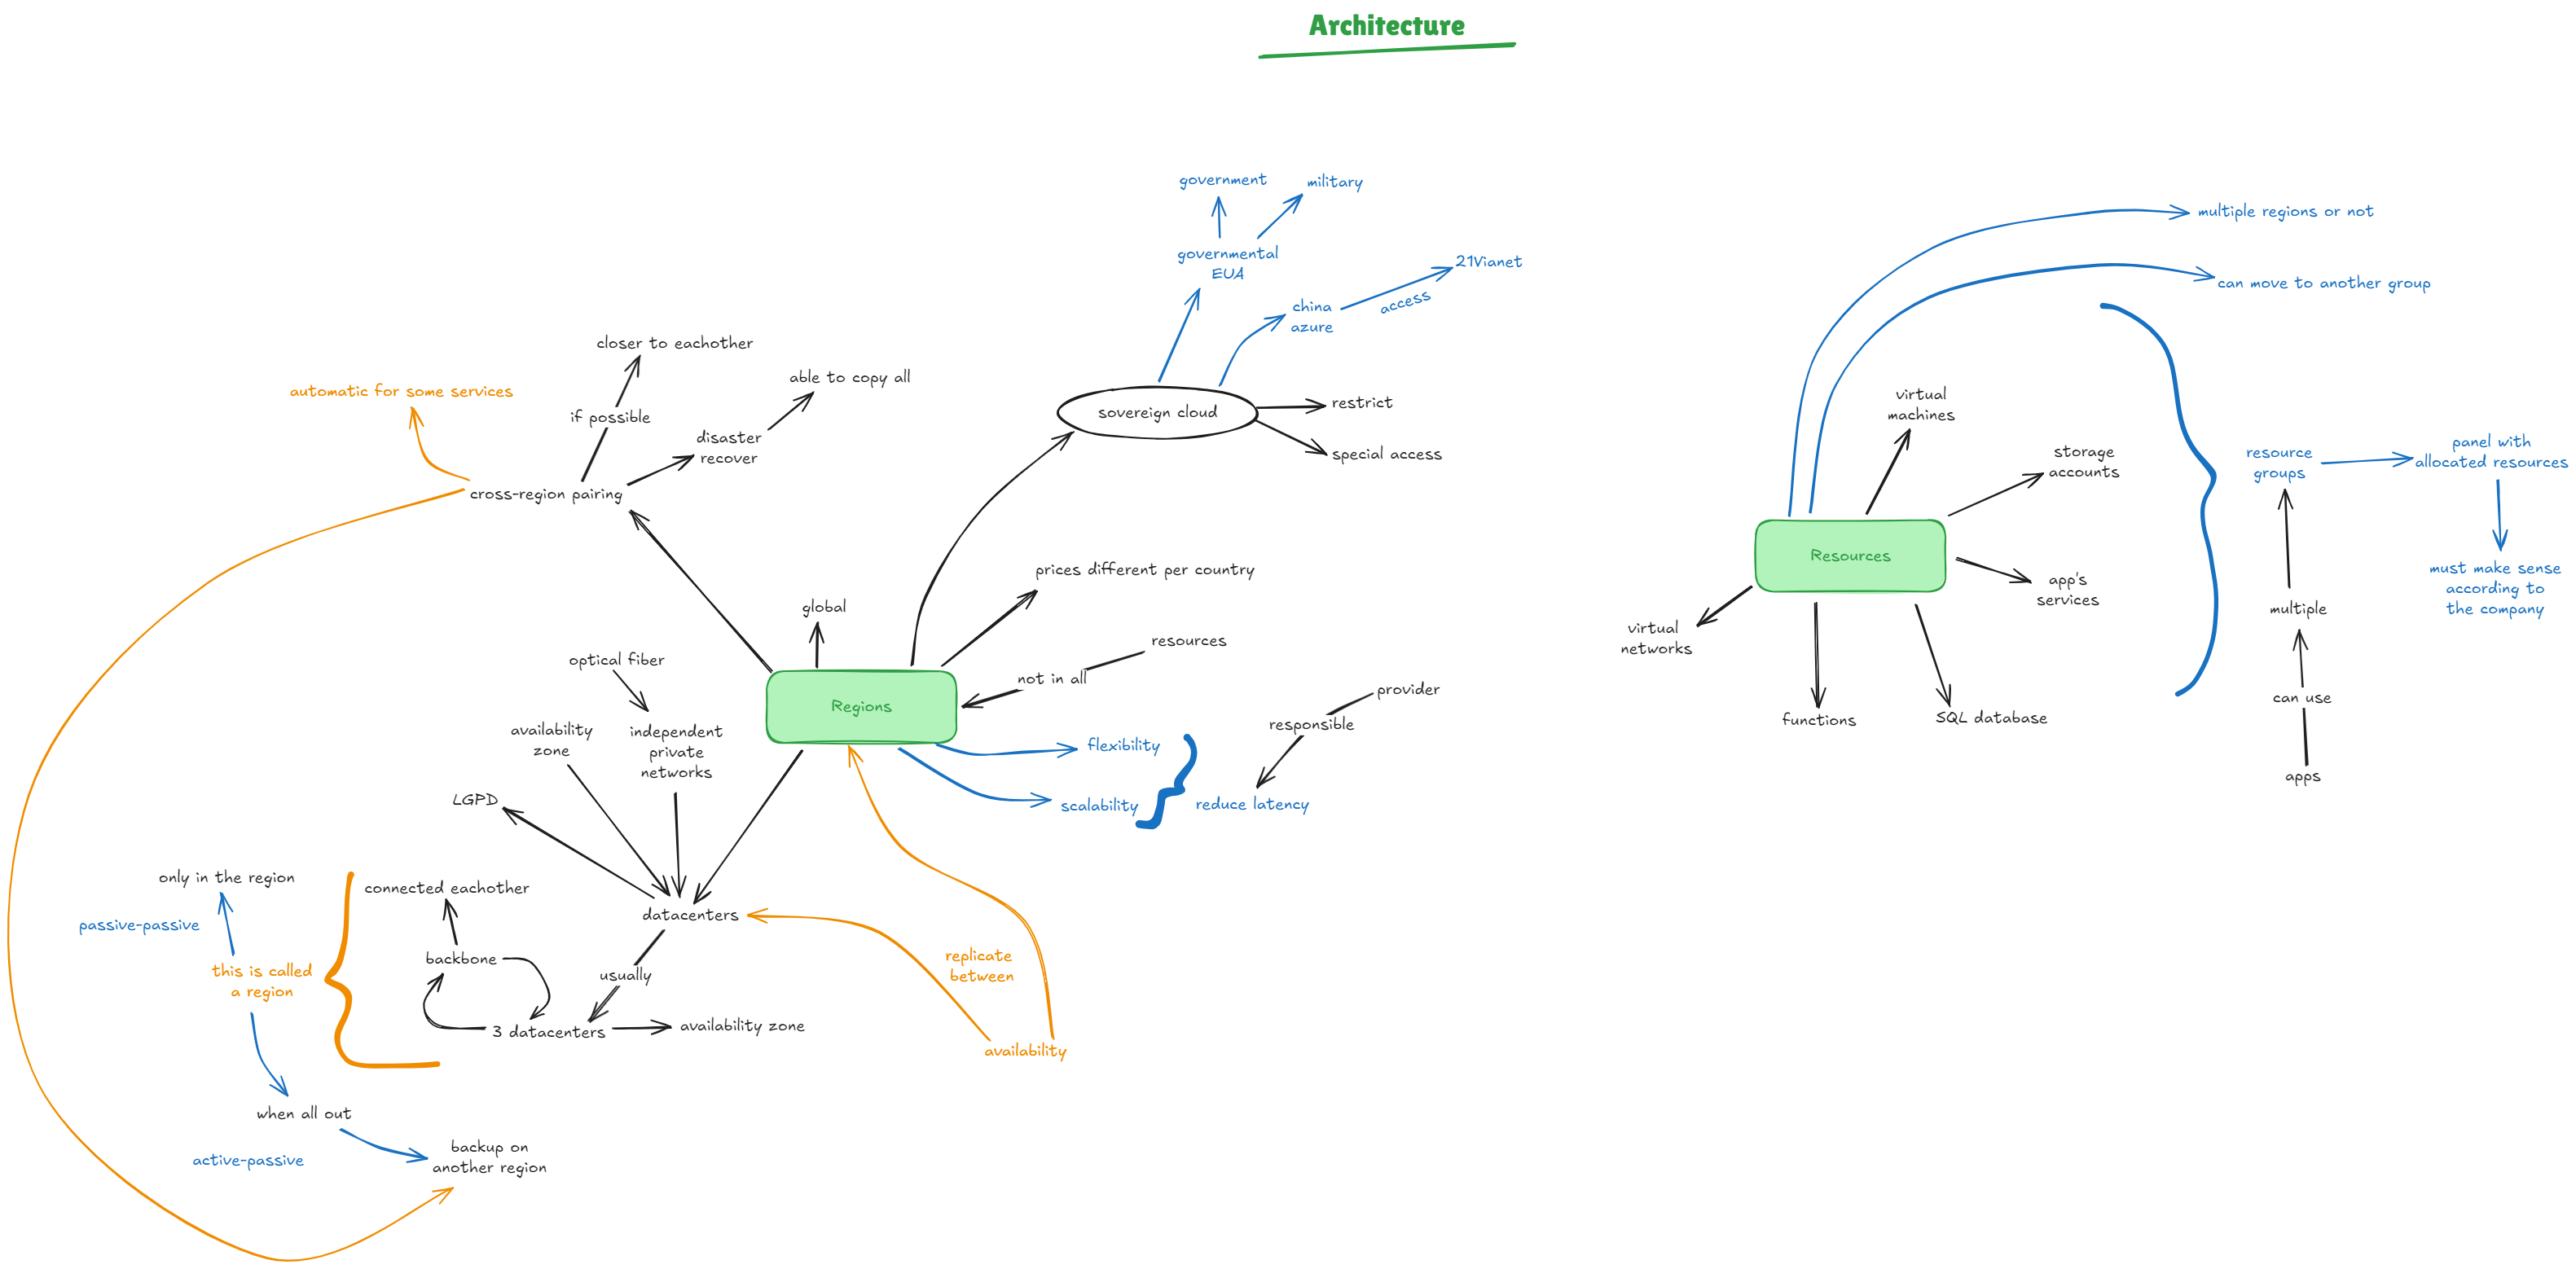 Architecture
government
military
governmental
EUA
21Vianet
access
china
azure
sovereign cloud
restrict
special access
closer to eachother
if possible
able to copy all
disaster
recover
automatic for some services
cross-region pairing
prices different per country
global
resources
not in all
Regions
optical fiber
availability
zone
independent
private
networks
flexibility
scalability
provider
responsible
reduce latency
LGPD
datacenters
only in the region
passive-passive
this is called
a region
connected eachother
backbone
usually
3 datacenters
availability zone
replicate
between
availability
when all out
active-passive
backup on
another region
multiple regions or not
can move to another group
virtual
machines
storage
accounts
Resources
app's
services
virtual
networks
functions
SQL database
resource
groups
panel with
allocated resources
must make sense
according to
the company
multiple
can use
apps